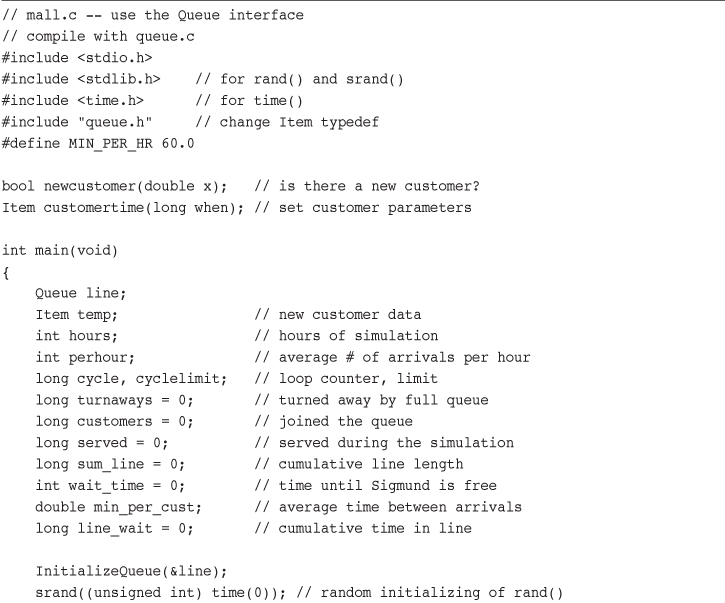 // mall.c -- use the Queue interface
// compile with queue.c
#include <stdio.h>
#include <stdlib.h>    // for rand() and srand()
#include <time.h>      // for time()
#include "queue.h"     // change Item typedef
#define MIN_PER_HR 60.0

bool newcustomer(double x);   // is there a new customer?
Item customertime(long when); // set customer parameters

int main(void)
{
    Queue line;
    Item temp;                // new customer data
    int hours;                // hours of simulation
    int perhour;              // average # of arrivals per hour
    long cycle, cyclelimit;   // loop counter, limit
    long turnaways = 0;       // turned away by full queue
    long customers = 0;       // joined the queue
    long served = 0;          // served during the simulation
    long sum_line = 0;        // cumulative line length
    int wait_time = 0;        // time until Sigmund is free
    double min_per_cust;      // average time between arrivals
    long line_wait = 0;       // cumulative time in line

    InitializeQueue(&line);
    srand((unsigned int) time(0)); // random initializing of rand()